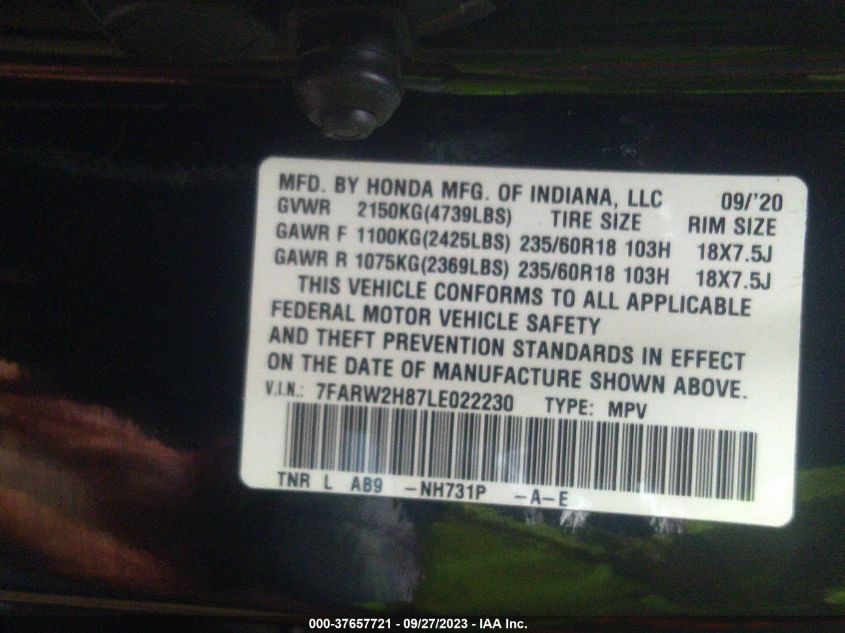 MFD. BY HONDA MFG. OF INDIANA, LLC 09/'20
GVWR 2150KG(4739LBS) TIRE SIZE RIM SIZE
GAWR F 1100KG(2425LBS) 235/60R18 103H 18X7.5J
GAWR R 1075KG(2369LBS) 235/60R18 103H 18X7.5J
THIS VEHICLE CONFORMS TO ALL APPLICABLE
FEDERAL MOTOR VEHICLE SAFETY
AND THEFT PREVENTION STANDARDS IN EFFECT
ON THE DATE OF MANUFACTURE SHOWN ABOVE.
V.I.N.: 7FARW2H87LE022230 TYPE: MPV
TNR L AB9 -NH731P -A-E
000-37657721 - 09/27/2023 - IAA Inc.